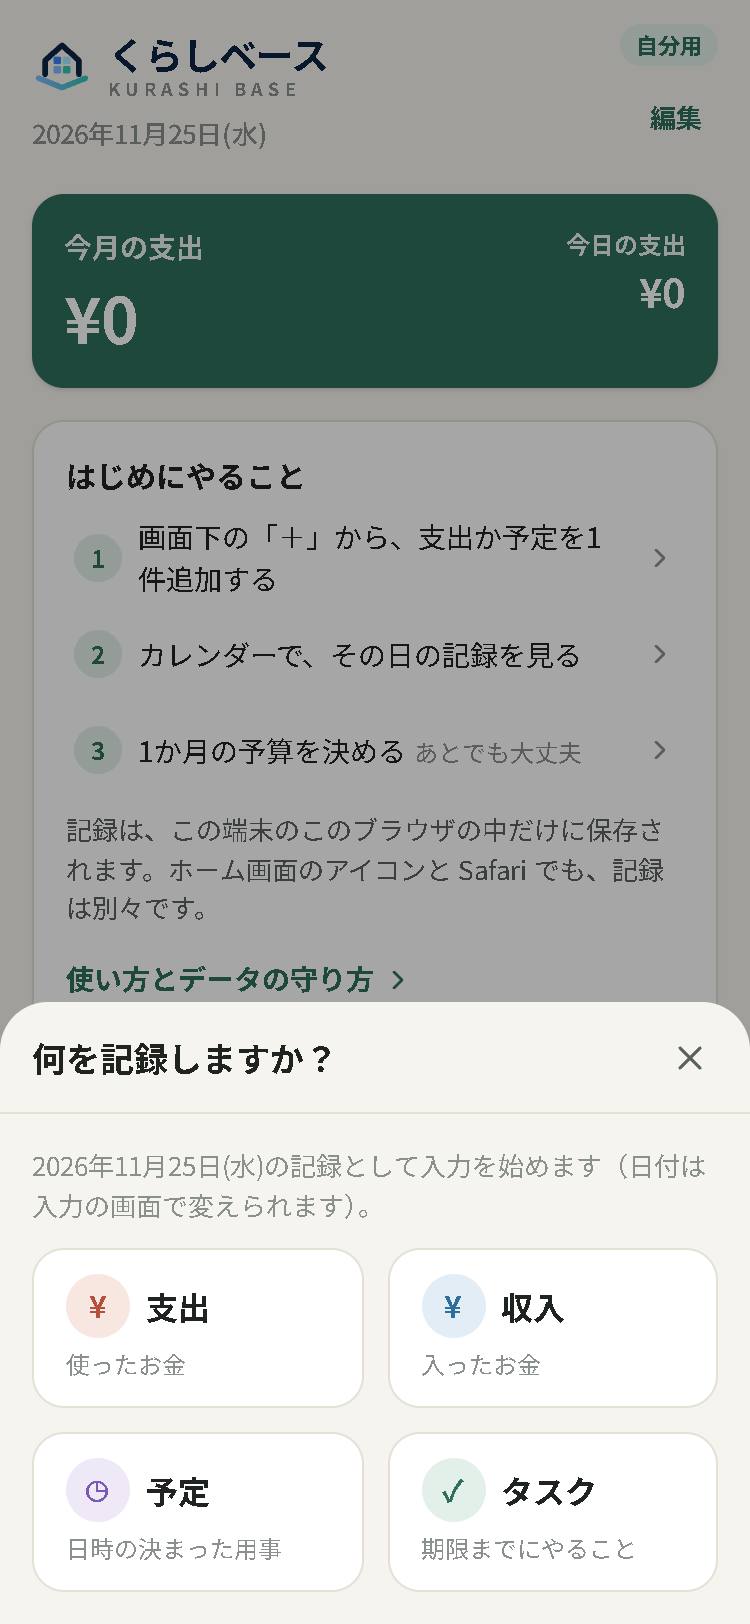 くらしベース
KURASHI BASE
自分用
2026年11月25日(水)
編集
今月の支出
¥0
今日の支出
¥0
はじめにやること
1 画面下の「＋」から、支出か予定を1
件追加する
2 カレンダーで、その日の記録を見る
3 1か月の予算を決める あとでも大丈夫
記録は、この端末のこのブラウザの中だけに保存さ
れます。ホーム画面のアイコンと Safari でも、記録
は別々です。
使い方とデータの守り方
何を記録しますか？
2026年11月25日(水)の記録として入力を始めます（日付は
入力の画面で変えられます）。
¥ 支出
使ったお金
¥ 収入
入ったお金
予定
日時の決まった用事
✓ タスク
期限までにやること